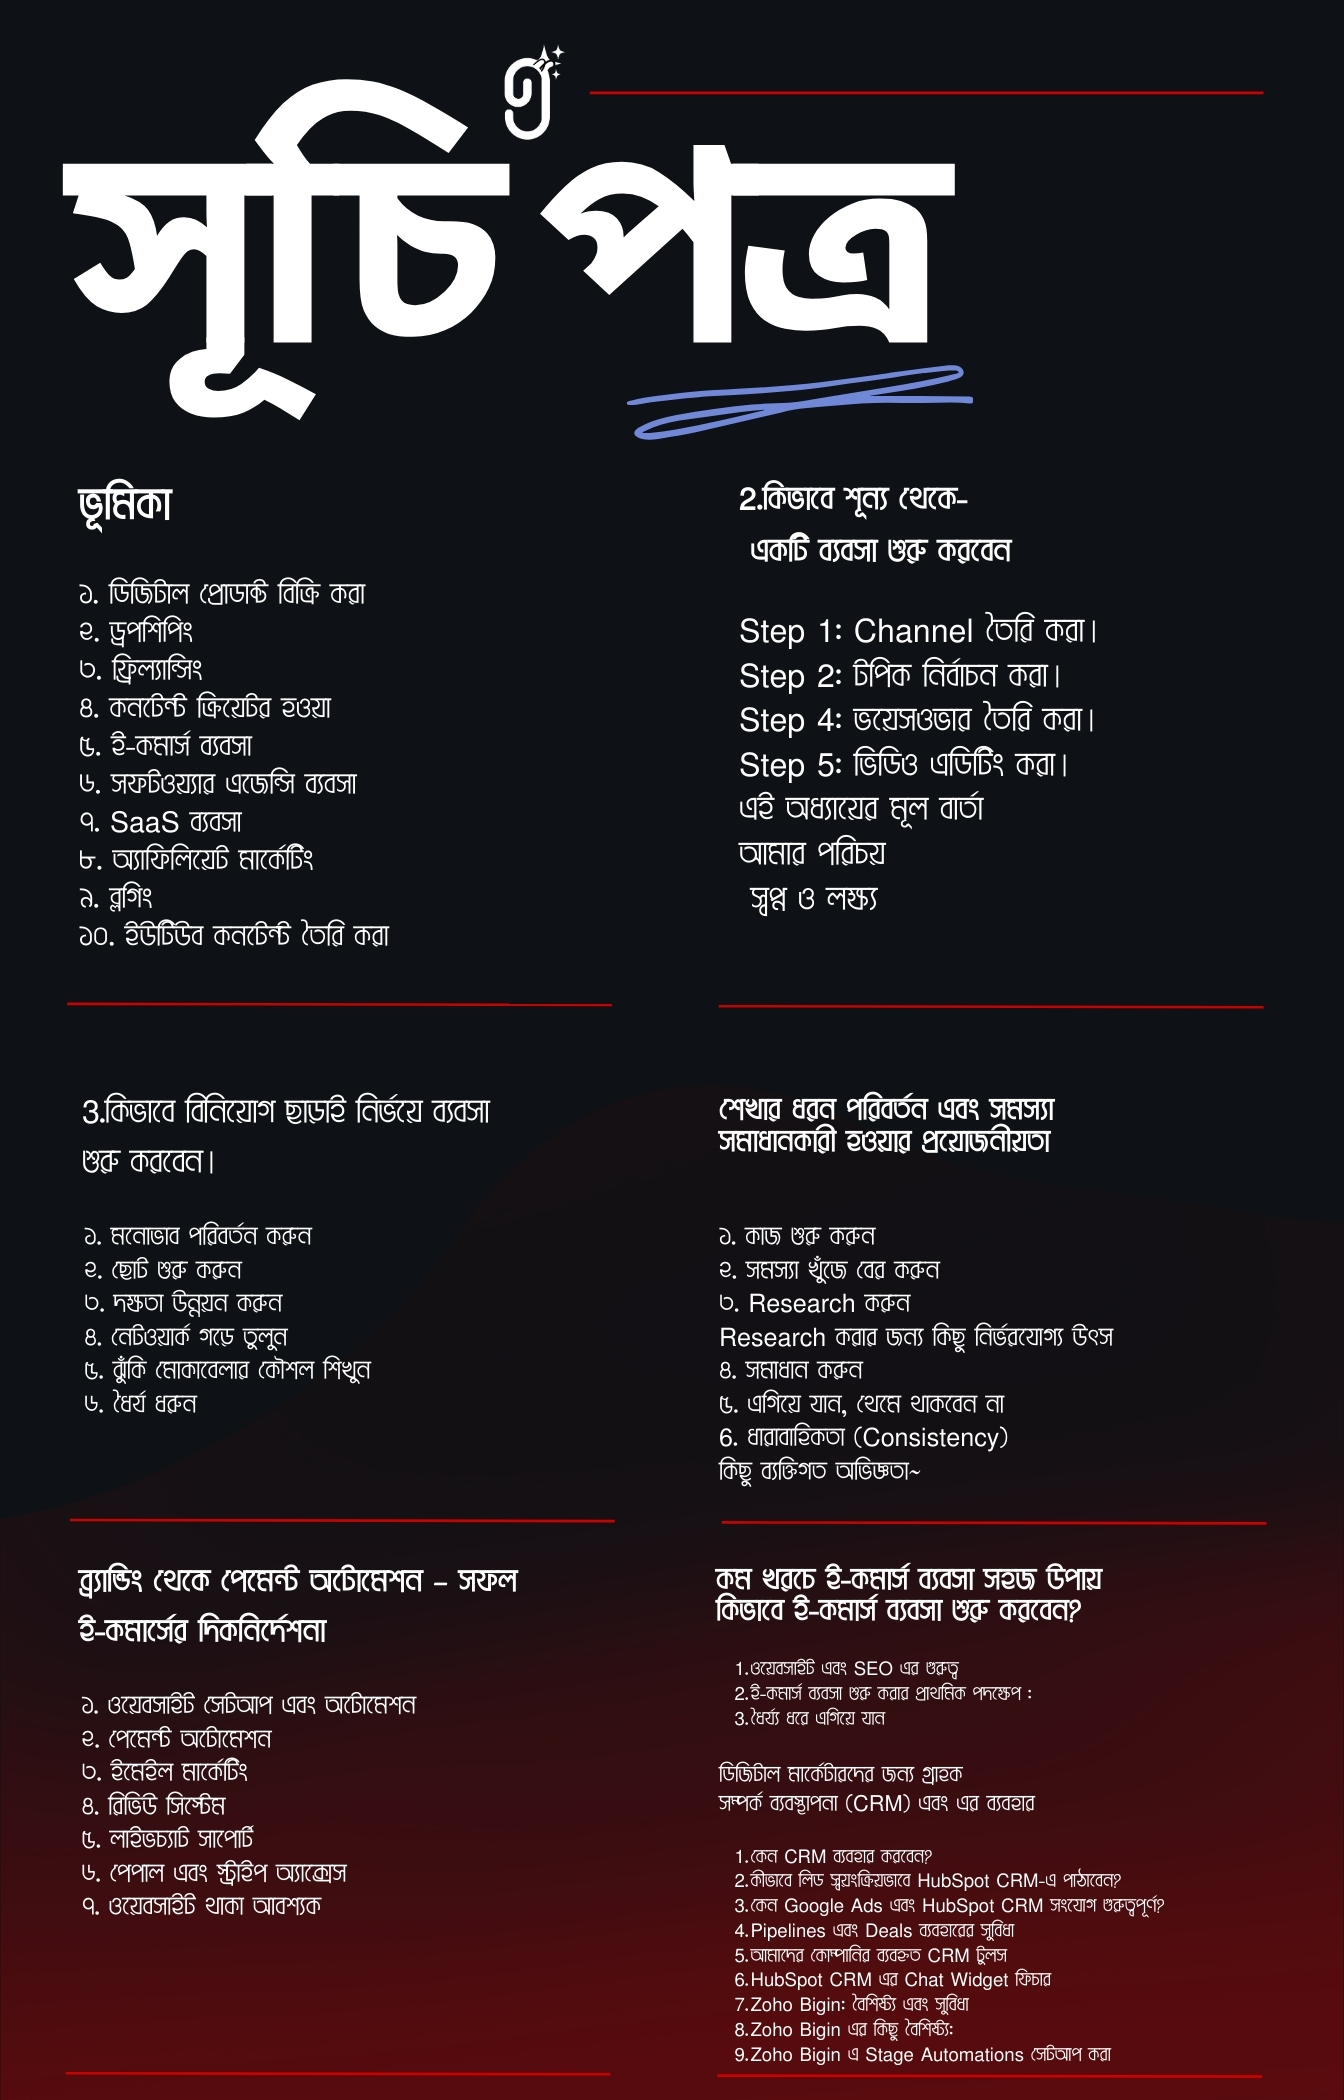 সূচি পত্র
ভূমিকা
১. ডিজিটাল প্রোডাক্ট বিক্রি করা
২. ড্রপশিপিং
৩. ফ্রিল্যান্সিং
৪. কনটেন্ট ক্রিয়েটর হওয়া
৫. ই-কমার্স ব্যবসা
৬. সফটওয়্যার এজেন্সি ব্যবসা
৭. SaaS ব্যবসা
৮. অ্যাফিলিয়েট মার্কেটিং
৯. ব্লগিং
১০. ইউটিউব কনটেন্ট তৈরি করা
2.কিভাবে শূন্য থেকে-
একটি ব্যবসা শুরু করবেন
Step 1: Channel তৈরি করা।
Step 2: টপিক নির্বাচন করা।
Step 4: ভয়েসওভার তৈরি করা।
Step 5: ভিডিও এডিটিং করা।
এই অধ্যায়ের মূল বার্তা
আমার পরিচয়
স্বপ্ন ও লক্ষ্য
3.কিভাবে বিনিয়োগ ছাড়াই নির্ভয়ে ব্যবসা
শুরু করবেন।
১. মনোভাব পরিবর্তন করুন
২. ছোট শুরু করুন
৩. দক্ষতা উন্নয়ন করুন
৪. নেটওয়ার্ক গড়ে তুলুন
৫. ঝুঁকি মোকাবেলার কৌশল শিখুন
৬. ধৈর্য ধরুন
শেখার ধরন পরিবর্তন এবং সমস্যা
সমাধানকারী হওয়ার প্রয়োজনীয়তা
১. কাজ শুরু করুন
২. সমস্যা খুঁজে বের করুন
৩. Research করুন
Research করার জন্য কিছু নির্ভরযোগ্য উৎস
৪. সমাধান করুন
৫. এগিয়ে যান, থেমে থাকবেন না
6. ধারাবাহিকতা (Consistency)
কিছু ব্যক্তিগত অভিজ্ঞতা~
ব্র্যান্ডিং থেকে পেমেন্ট অটোমেশন – সফল
ই-কমার্সের দিকনির্দেশনা
১. ওয়েবসাইট সেটআপ এবং অটোমেশন
২. পেমেন্ট অটোমেশন
৩. ইমেইল মার্কেটিং
৪. রিভিউ সিস্টেম
৫. লাইভচ্যাট সাপোর্ট
৬. পেপাল এবং স্ট্রাইপ অ্যাক্সেস
৭. ওয়েবসাইট থাকা আবশ্যক
কম খরচে ই-কমার্স ব্যবসা সহজ উপায়
কিভাবে ই-কমার্স ব্যবসা শুরু করবেন?
1.ওয়েবসাইট এবং SEO এর গুরুত্ব
2.ই-কমার্স ব্যবসা শুরু করার প্রাথমিক পদক্ষেপ :
3.ধৈর্য্য ধরে এগিয়ে যান
ডিজিটাল মার্কেটারদের জন্য গ্রাহক
সম্পর্ক ব্যবস্থাপনা (CRM) এবং এর ব্যবহার
1.কেন CRM ব্যবহার করবেন?
2.কীভাবে লিড স্বয়ংক্রিয়ভাবে HubSpot CRM-এ পাঠাবেন?
3.কেন Google Ads এবং HubSpot CRM সংযোগ গুরুত্বপূর্ণ?
4.Pipelines এবং Deals ব্যবহারের সুবিধা
5.আমাদের কোম্পানির ব্যবহৃত CRM টুলস
6.HubSpot CRM এর Chat Widget ফিচার
7.Zoho Bigin: বৈশিষ্ট্য এবং সুবিধা
8.Zoho Bigin এর কিছু বৈশিষ্ট্য:
9.Zoho Bigin এ Stage Automations সেটআপ করা